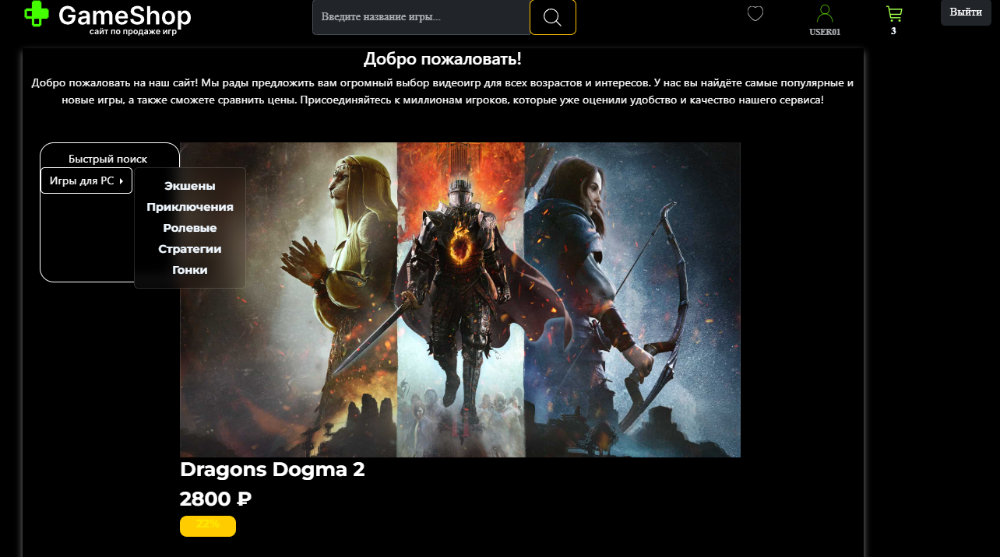 GameShop
сайт по продаже игр
Введите название игры...
USER01
3
Выйти
Добро пожаловать!
Добро пожаловать на наш сайт! Мы рады предложить вам огромный выбор видеоигр для всех возрастов и интересов. У нас вы найдёте самые популярные и
новые игры, а также сможете сравнить цены. Присоединяйтесь к миллионам игроков, которые уже оценили удобство и качество нашего сервиса!
Быстрый поиск
Игры для PC
Экшены
Приключения
Ролевые
Стратегии
Гонки
Dragons Dogma 2
2800 ₽
22%